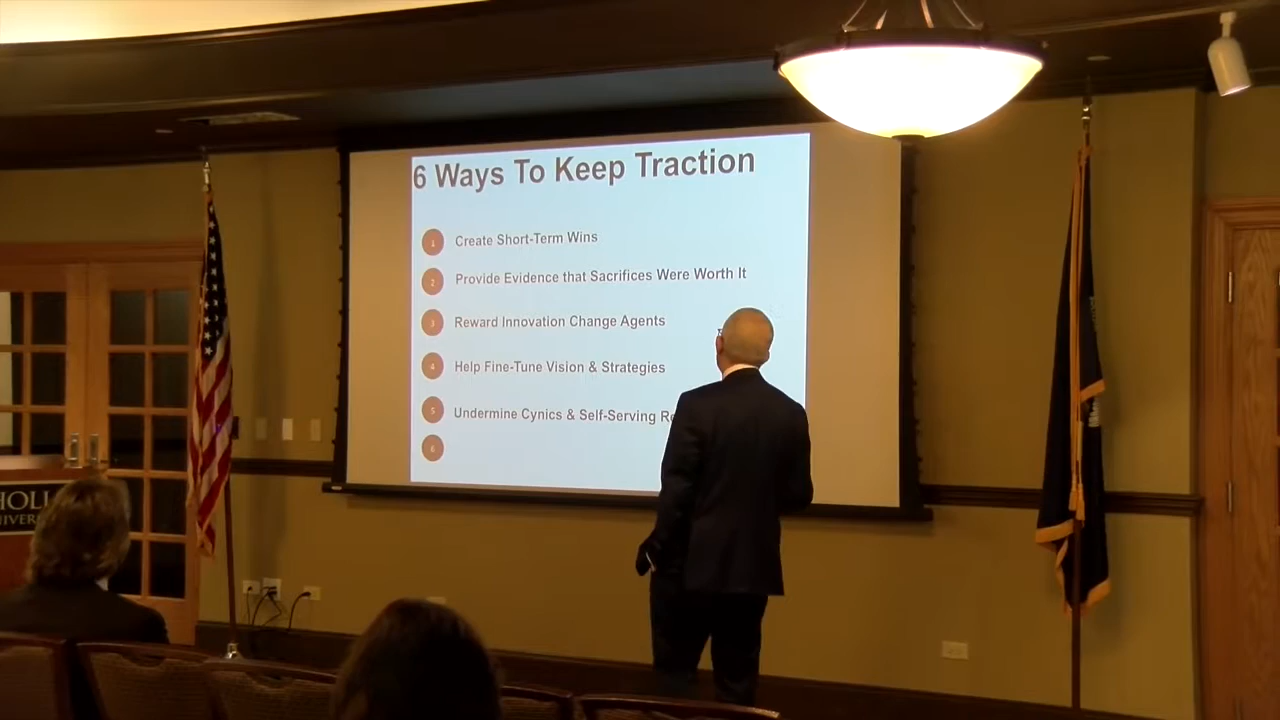 6 Ways To Keep Traction
1 Create Short-Term Wins
2 Provide Evidence that Sacrifices Were Worth It
3 Reward Innovation Change Agents
4 Help Fine-Tune Vision & Strategies
5 Undermine Cynics & Self-Serving
6